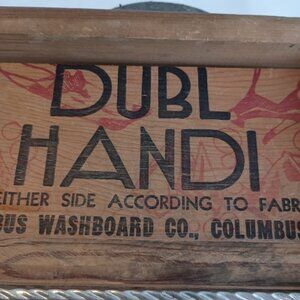 DUBL
HANDI
EITHER SIDE ACCORDING TO FABR
BUS WASHBOARD CO., COLUMBUS